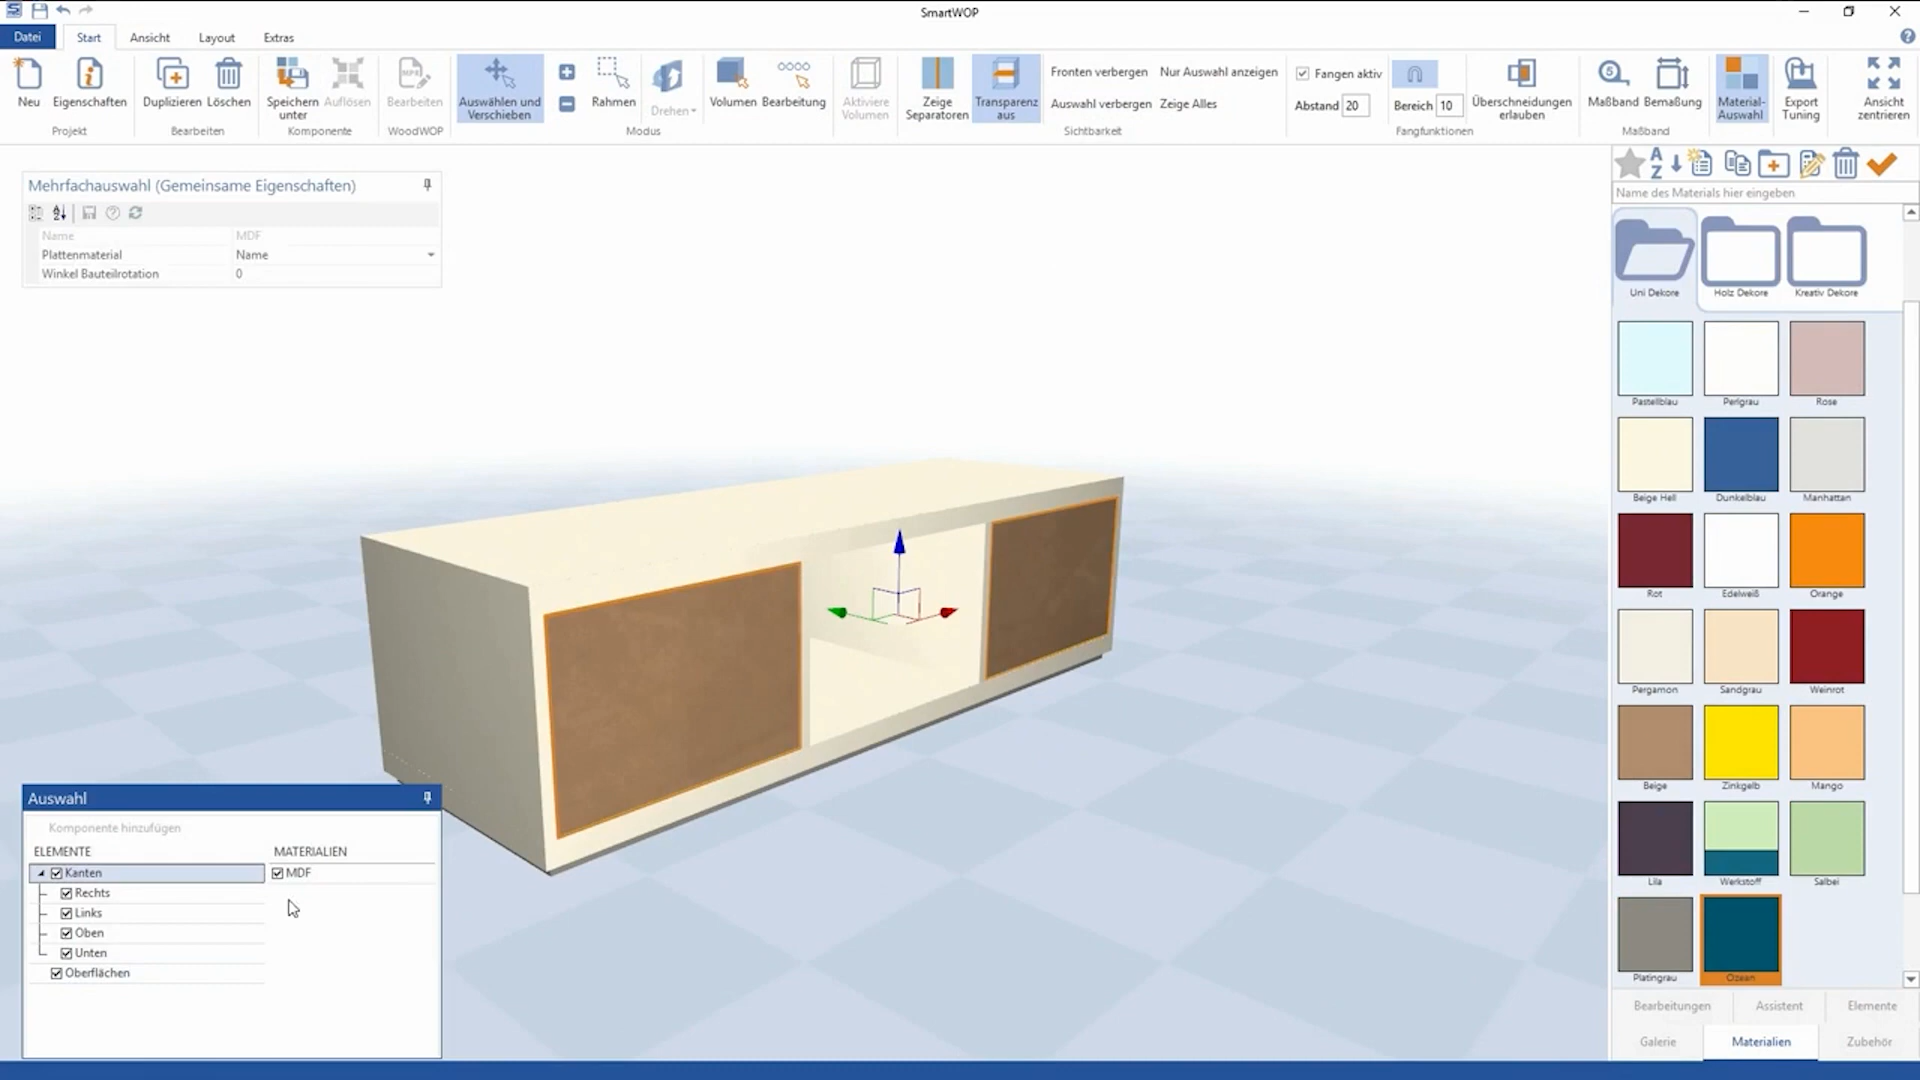 SmartWOP
Datei Start Ansicht Layout Extras
Neu Eigenschaften Duplizieren Löschen Speichern unter Auflösen Bearbeiten Auswählen und Verschieben Rahmen Drehen Volumen Bearbeitung Aktiviere Volumen Zeige Separatoren Transparenz aus
Fronten verbergen Nur Auswahl anzeigen
Auswahl verbergen Zeige Alles
Fangen aktiv
Abstand 20 Bereich 10
Überschneidungen erlauben Maßband Bemaßung Material-Auswahl Export Tuning Ansicht zentrieren
Projekt Bearbeiten Komponente WoodWOP Modus Sichtbarkeit Fangfunktionen Maßband
Mehrfachauswahl (Gemeinsame Eigenschaften)
Name MDF
Plattenmaterial Name
Winkel Bauteilrotation 0
Auswahl
Komponente hinzufügen
ELEMENTE MATERIALIEN
Kanten MDF
Rechts
Links
Oben
Unten
Oberflächen
Name des Materials hier eingeben
Uni Dekore Holz Dekore Kreativ Dekore
Pastellblau Perlgrau Rose
Beige Hell Dunkelblau Manhattan
Rot Edelweiß Orange
Pergamon Sandgrau Weinrot
Beige Zinkgelb Mango
Lila Werkstoff Salbei
Platingrau Ozean
Bearbeitungen Assistent Elemente
Galerie Materialien Zubehör